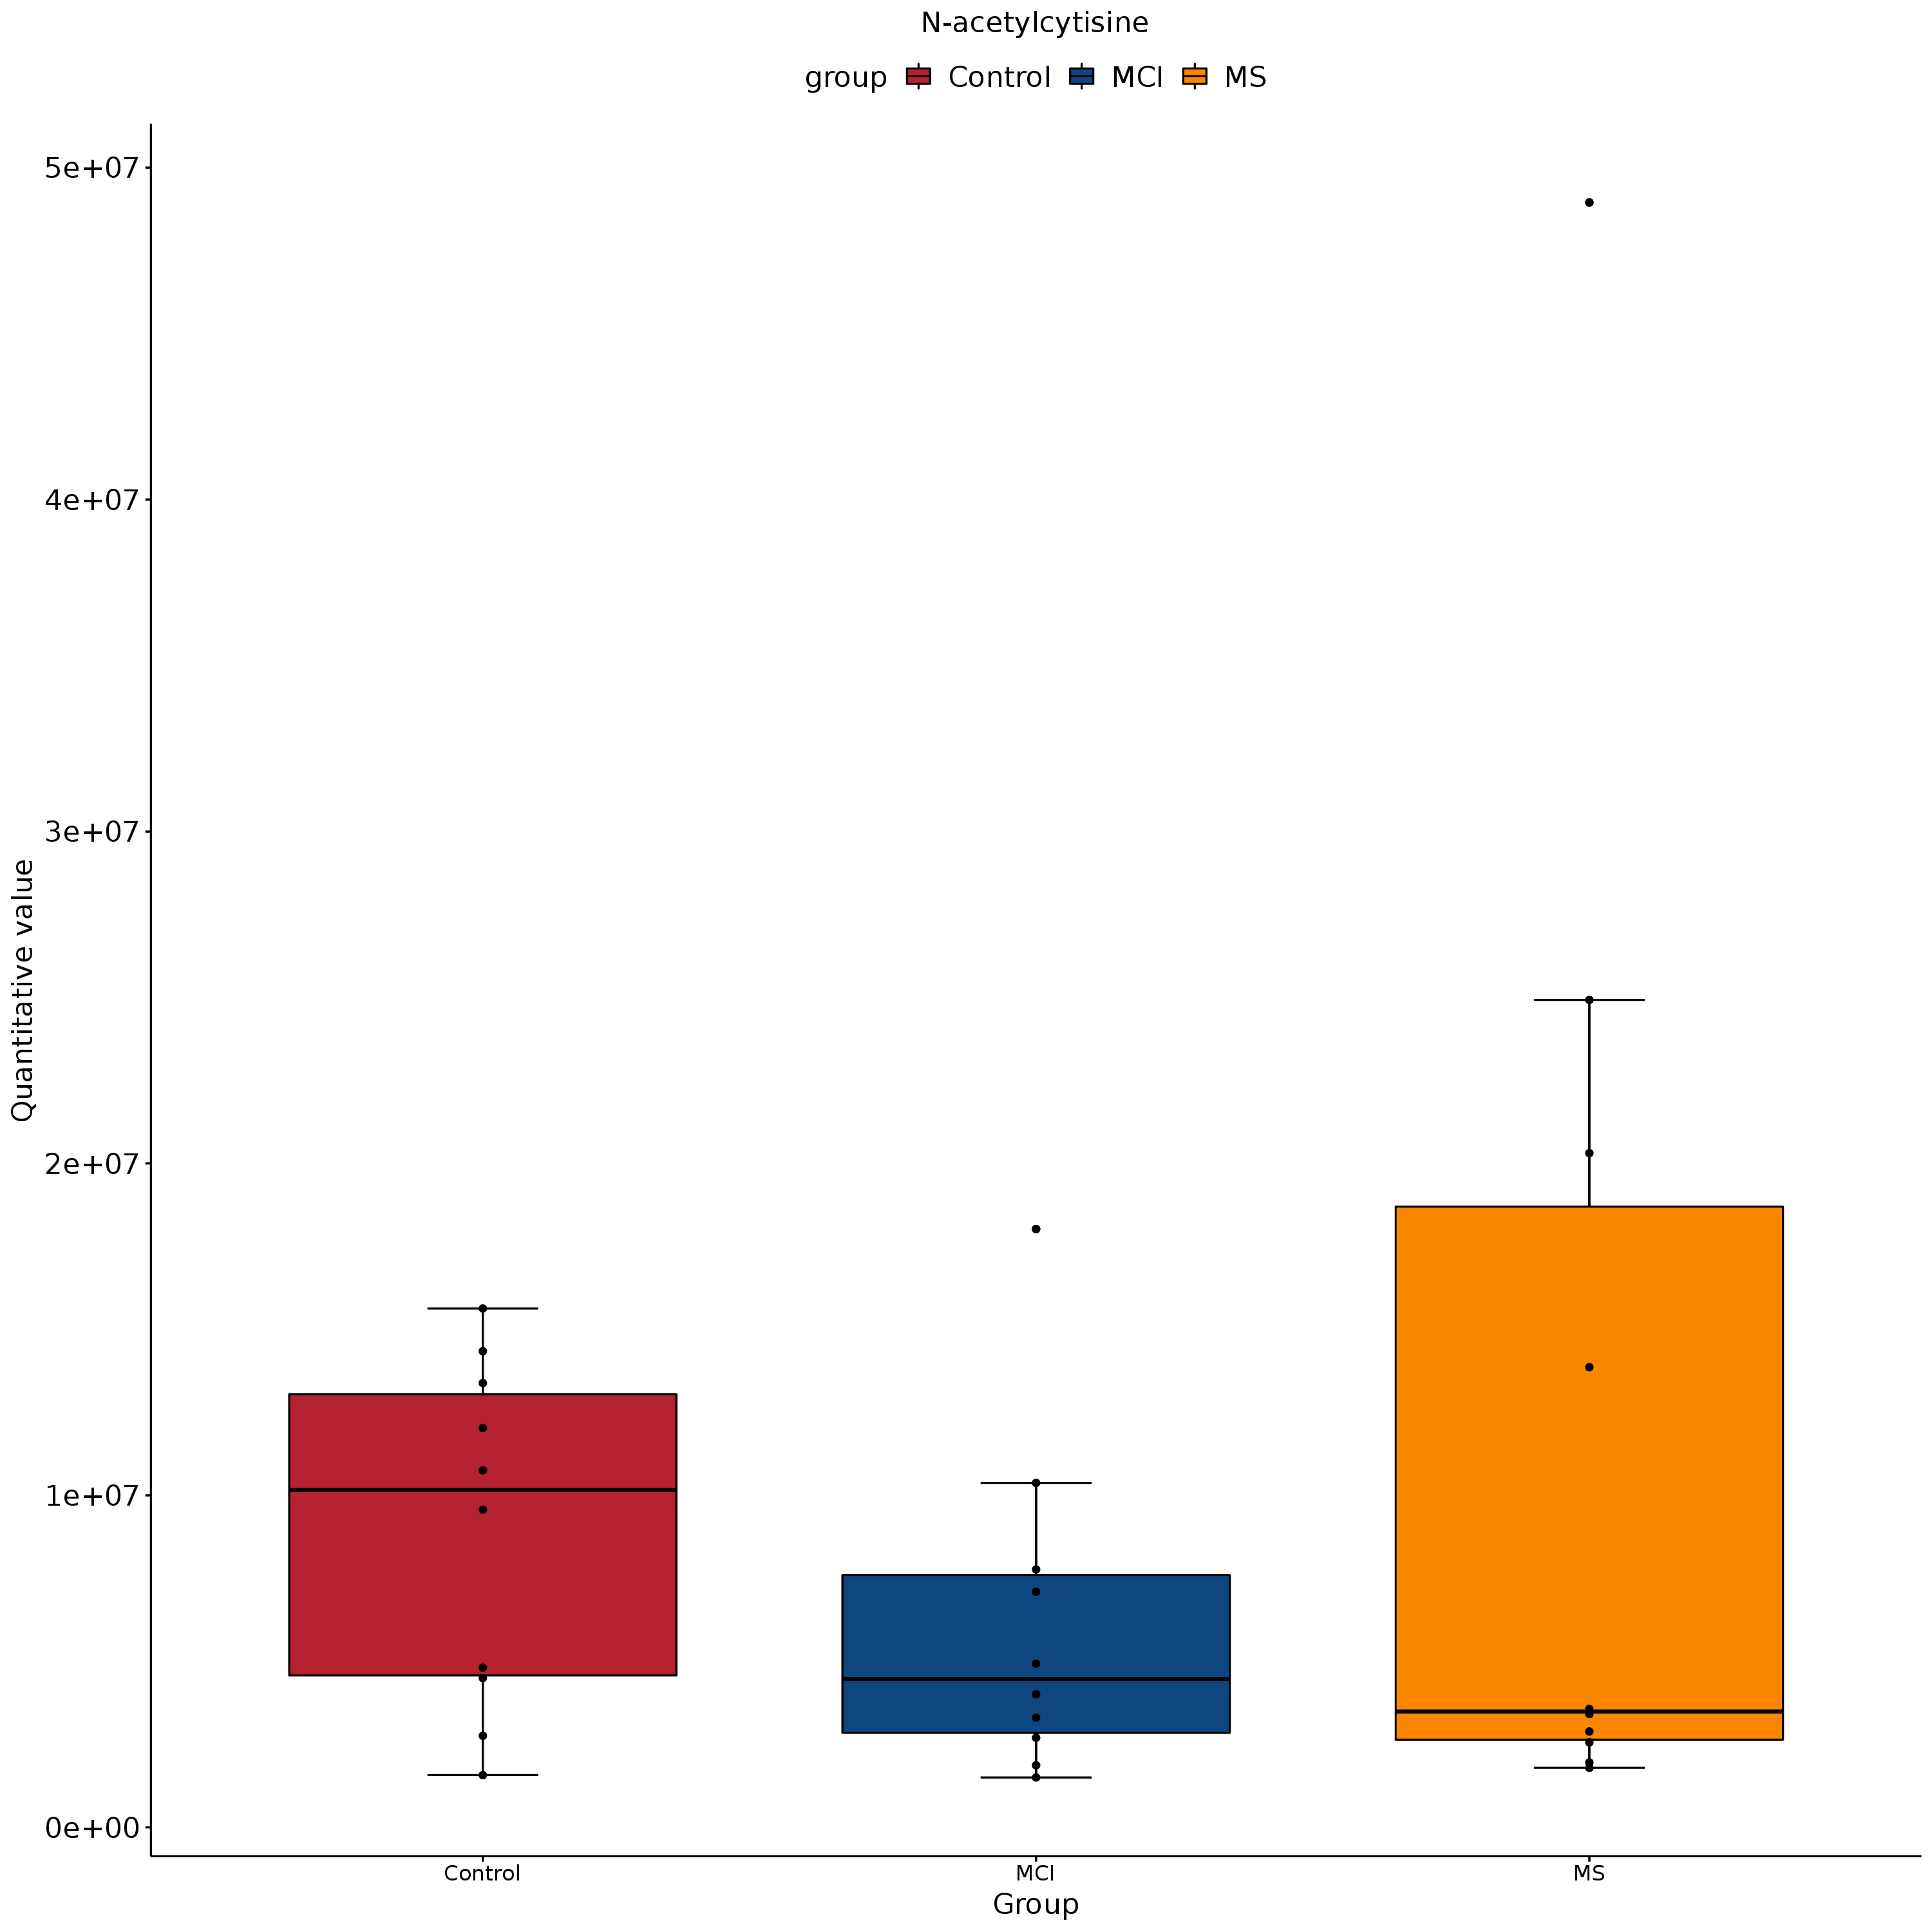 N-acetylcytisine
group Control MCI MS
5e+07
4e+07
3e+07
2e+07
1e+07
0e+00
Quantitative value
Control MCI MS
Group